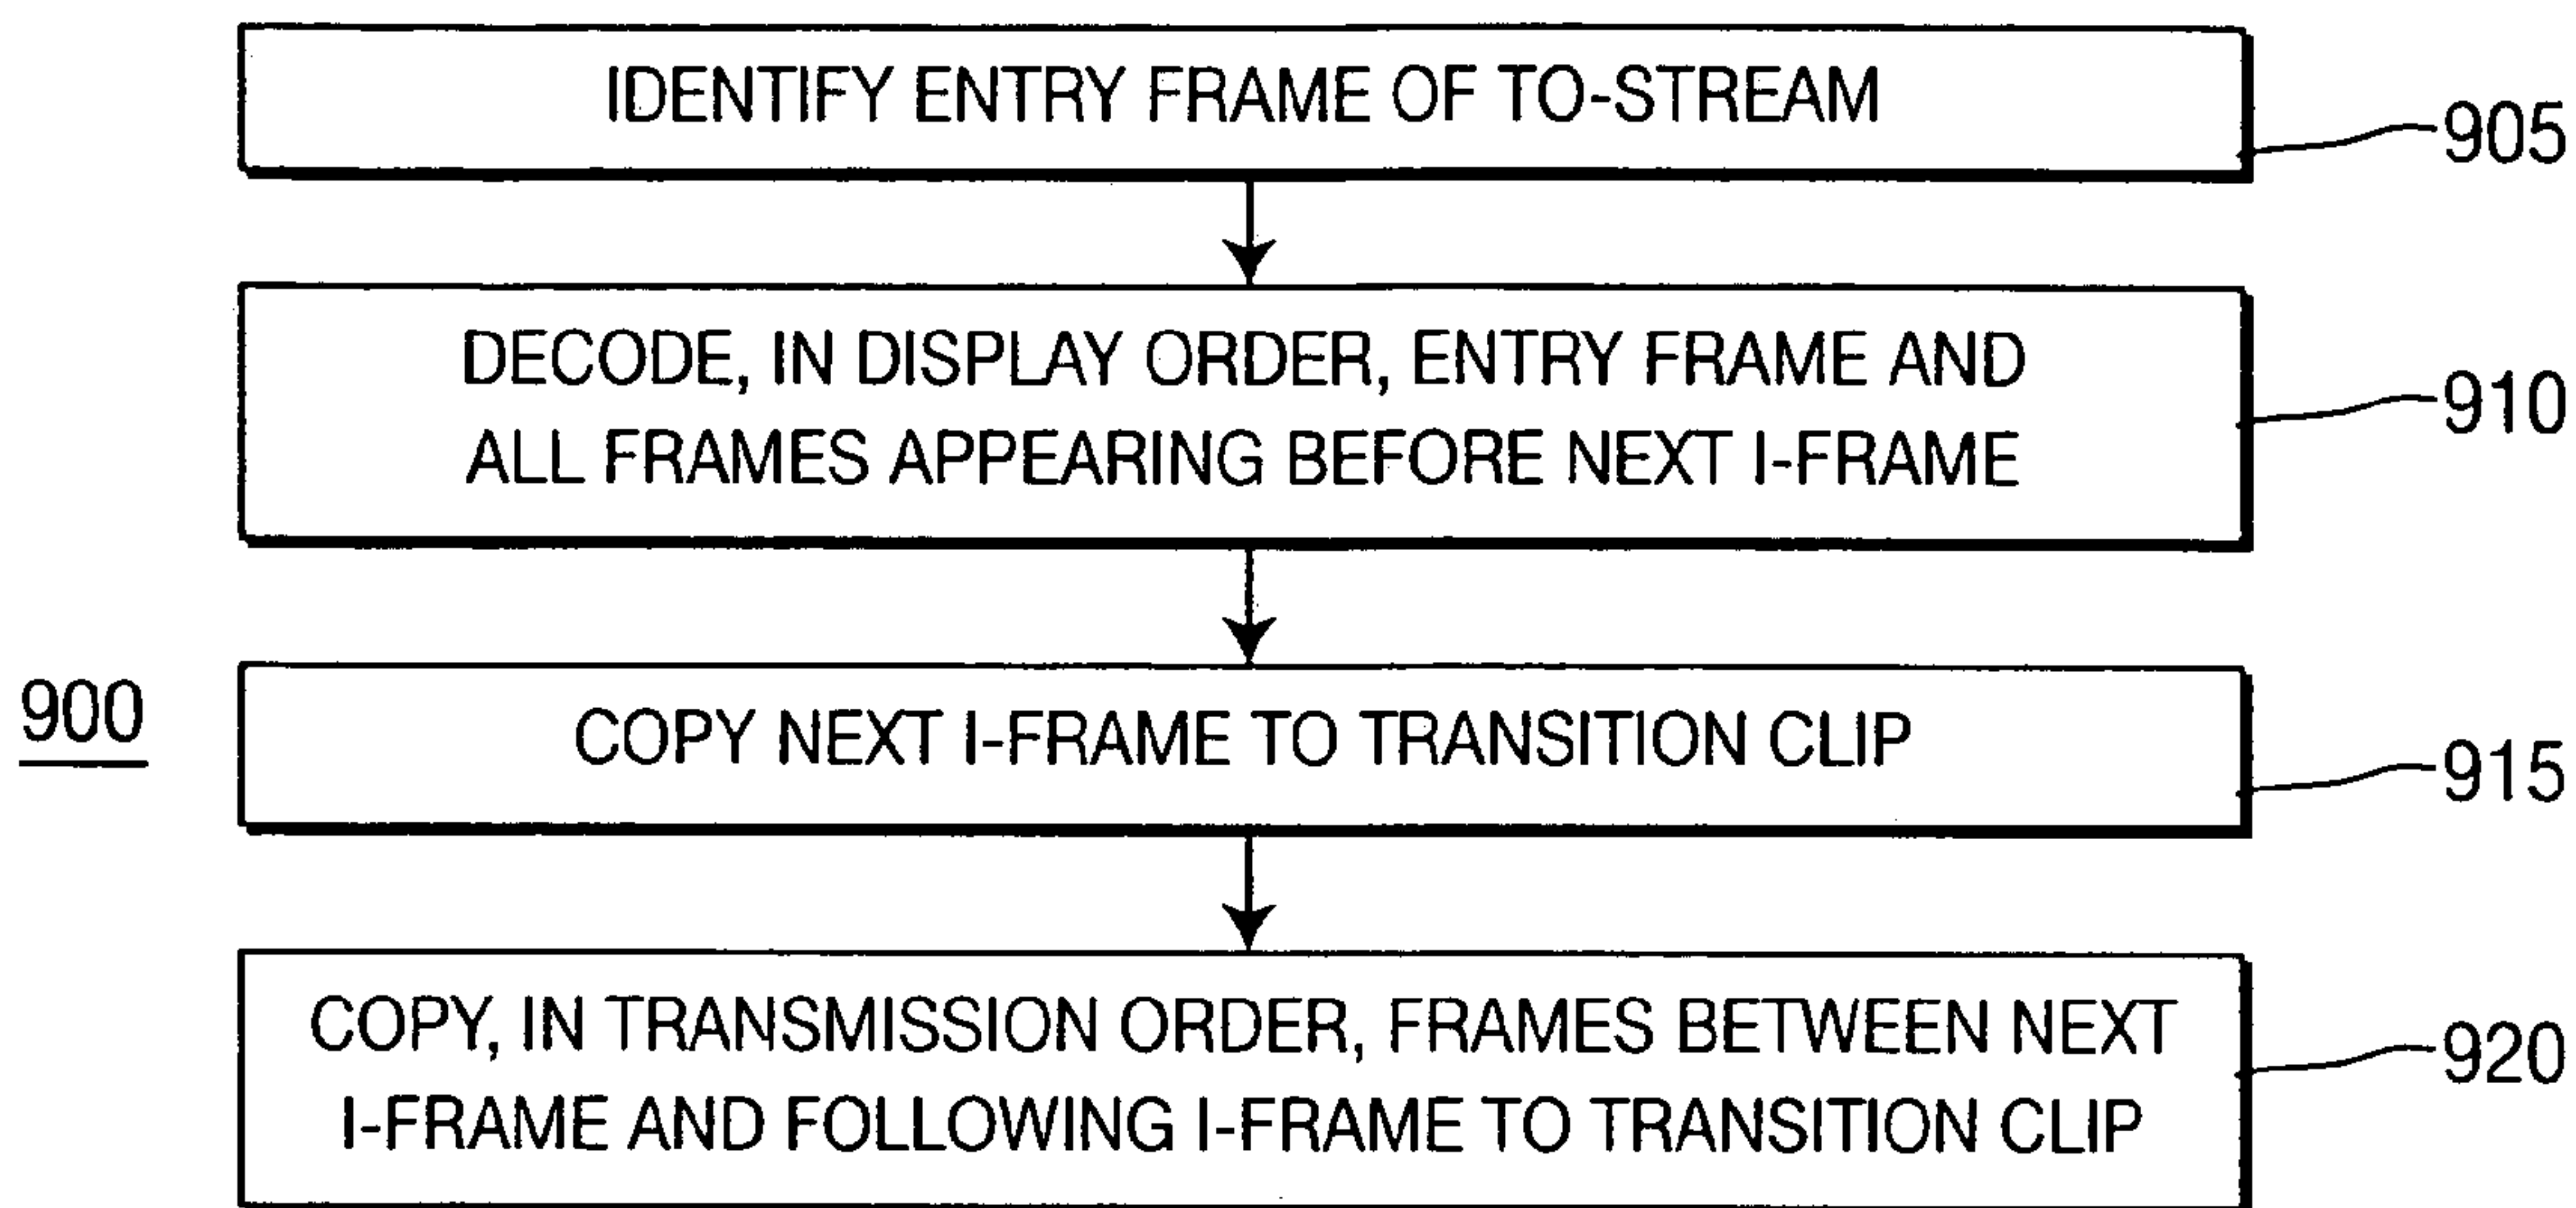 IDENTIFY ENTRY FRAME OF TO-STREAM
905
DECODE, IN DISPLAY ORDER, ENTRY FRAME AND
ALL FRAMES APPEARING BEFORE NEXT I-FRAME
910
900
COPY NEXT I-FRAME TO TRANSITION CLIP
915
COPY, IN TRANSMISSION ORDER, FRAMES BETWEEN NEXT
I-FRAME AND FOLLOWING I-FRAME TO TRANSITION CLIP
920